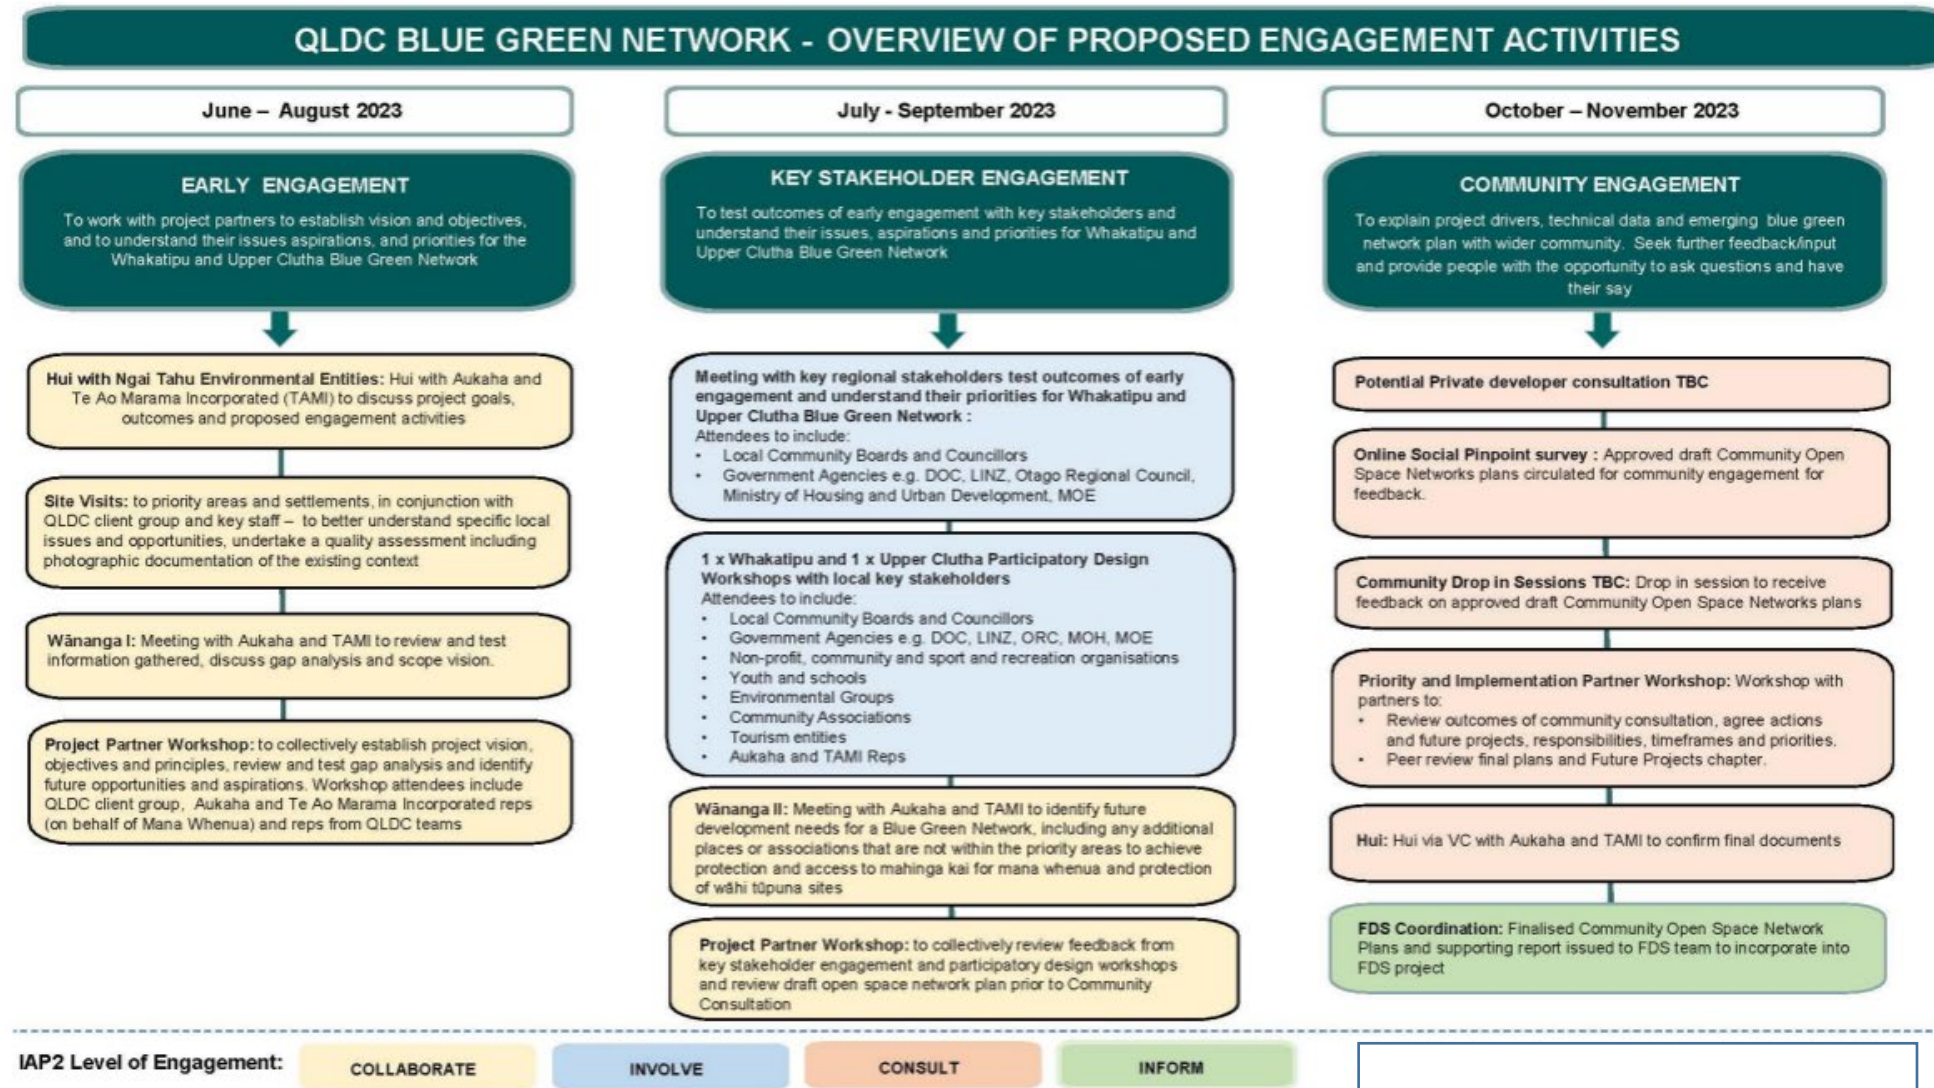 QLDC BLUE GREEN NETWORK - OVERVIEW OF PROPOSED ENGAGEMENT ACTIVITIES
June – August 2023
EARLY ENGAGEMENT
To work with project partners to establish vision and objectives,
and to understand their issues aspirations, and priorities for the
Whakatipu and Upper Clutha Blue Green Network
Hui with Ngai Tahu Environmental Entities: Hui with Aukaha and
Te Ao Marama Incorporated (TAMI) to discuss project goals,
outcomes and proposed engagement activities
Site Visits: to priority areas and settlements, in conjunction with
QLDC client group and key staff – to better understand specific local
issues and opportunities, undertake a quality assessment including
photographic documentation of the existing context
Wānanga I: Meeting with Aukaha and TAMI to review and test
information gathered, discuss gap analysis and scope vision.
Project Partner Workshop: to collectively establish project vision,
objectives and principles, review and test gap analysis and identify
future opportunities and aspirations. Workshop attendees include
QLDC client group, Aukaha and Te Ao Marama Incorporated reps
(on behalf of Mana Whenua) and reps from QLDC teams
July - September 2023
KEY STAKEHOLDER ENGAGEMENT
To test outcomes of early engagement with key stakeholders and
understand their issues, aspirations and priorities for Whakatipu and
Upper Clutha Blue Green Network
Meeting with key regional stakeholders test outcomes of early
engagement and understand their priorities for Whakatipu and
Upper Clutha Blue Green Network :
Attendees to include:
• Local Community Boards and Councillors
• Government Agencies e.g. DOC, LINZ, Otago Regional Council,
Ministry of Housing and Urban Development, MOE
1 x Whakatipu and 1 x Upper Clutha Participatory Design
Workshops with local key stakeholders
Attendees to include:
• Local Community Boards and Councillors
• Government Agencies e.g. DOC, LINZ, ORC, MOH, MOE
• Non-profit, community and sport and recreation organisations
• Youth and schools
• Environmental Groups
• Community Associations
• Tourism entities
• Aukaha and TAMI Reps
Wānanga II: Meeting with Aukaha and TAMI to identify future
development needs for a Blue Green Network, including any additional
places or associations that are not within the priority areas to achieve
protection and access to mahinga kai for mana whenua and protection
of wāhi tūpuna sites
Project Partner Workshop: to collectively review feedback from
key stakeholder engagement and participatory design workshops
and review draft open space network plan prior to Community
Consultation
October – November 2023
COMMUNITY ENGAGEMENT
To explain project drivers, technical data and emerging blue green
network plan with wider community. Seek further feedback/input
and provide people with the opportunity to ask questions and have
their say
Potential Private developer consultation TBC
Online Social Pinpoint survey : Approved draft Community Open
Space Networks plans circulated for community engagement for
feedback.
Community Drop in Sessions TBC: Drop in session to receive
feedback on approved draft Community Open Space Networks plans
Priority and Implementation Partner Workshop: Workshop with
partners to:
• Review outcomes of community consultation, agree actions
and future projects, responsibilities, timeframes and priorities.
• Peer review final plans and Future Projects chapter.
Hui: Hui via VC with Aukaha and TAMI to confirm final documents
FDS Coordination: Finalised Community Open Space Network
Plans and supporting report issued to FDS team to incorporate into
FDS project
IAP2 Level of Engagement:
COLLABORATE
INVOLVE
CONSULT
INFORM